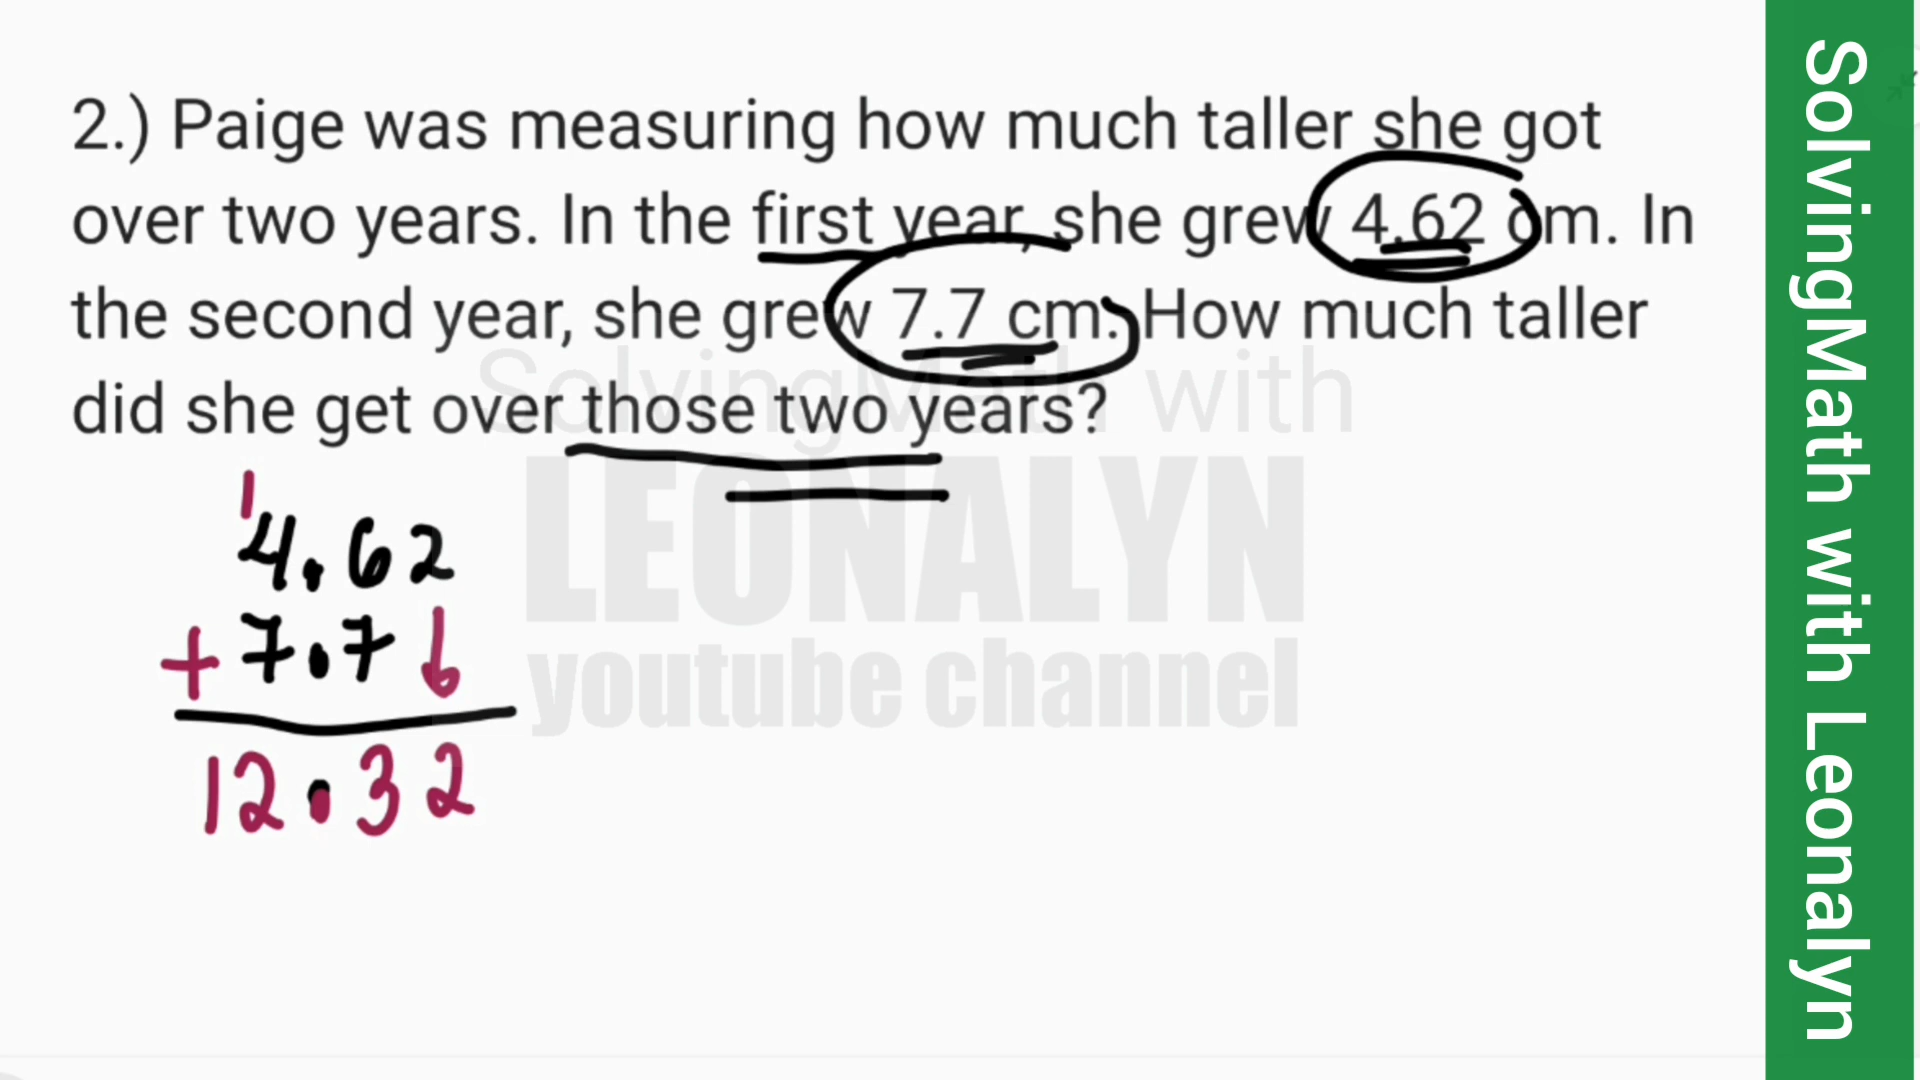 2.) Paige was measuring how much taller she got
over two years. In the first year, she grew 4.62 cm. In
the second year, she grew 7.7 cm. How much taller
did she get over those two years?
SolvingMath with
LEONALYN
youtube channel
1
4.62
+ 7.76
12.32
SolvingMath with Leonalyn